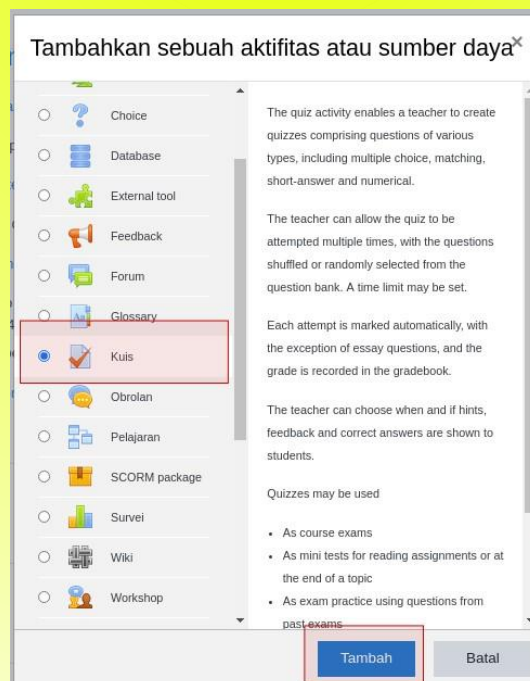 Tambahkan sebuah aktifitas atau sumber daya
×
Choice
Database
External tool
Feedback
Forum
Glossary
Kuis
Obrolan
Pelajaran
SCORM package
Survei
Wiki
Workshop
The quiz activity enables a teacher to create
quizzes comprising questions of various
types, including multiple choice, matching,
short-answer and numerical.
The teacher can allow the quiz to be
attempted multiple times, with the questions
shuffled or randomly selected from the
question bank. A time limit may be set.
Each attempt is marked automatically, with
the exception of essay questions, and the
grade is recorded in the gradebook.
The teacher can choose when and if hints,
feedback and correct answers are shown to
students.
Quizzes may be used
• As course exams
• As mini tests for reading assignments or at
the end of a topic
• As exam practice using questions from
past exams
Tambah
Batal